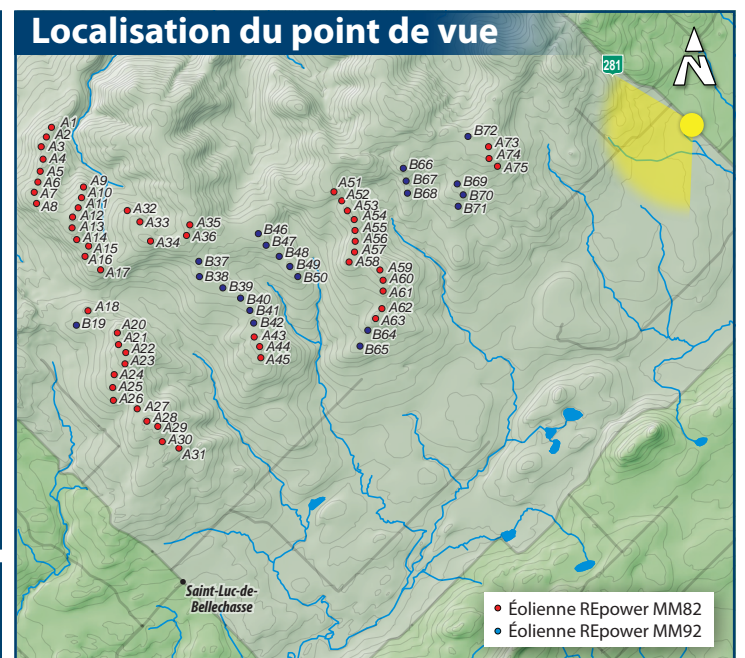 Localisation du point de vue
281
N
A1
A2
A3
A4
A5
A6
A7
A8
A9
A10
A11
A12
A13
A14
A15
A16
A17
A18
B19
A20
A21
A22
A23
A24
A25
A26
A27
A28
A29
A30
A31
A32
A33
A34
A35
A36
B37
B38
B39
B40
B41
B42
A43
A44
A45
B46
B47
B48
B49
B50
A51
A52
A53
A54
A55
A56
A57
A58
A59
A60
A61
A62
A63
B64
B65
B66
B67
B68
B69
B70
B71
B72
A73
A74
A75
Saint-Luc-de-
Bellechasse
Éolienne REpower MM82
Éolienne REpower MM92